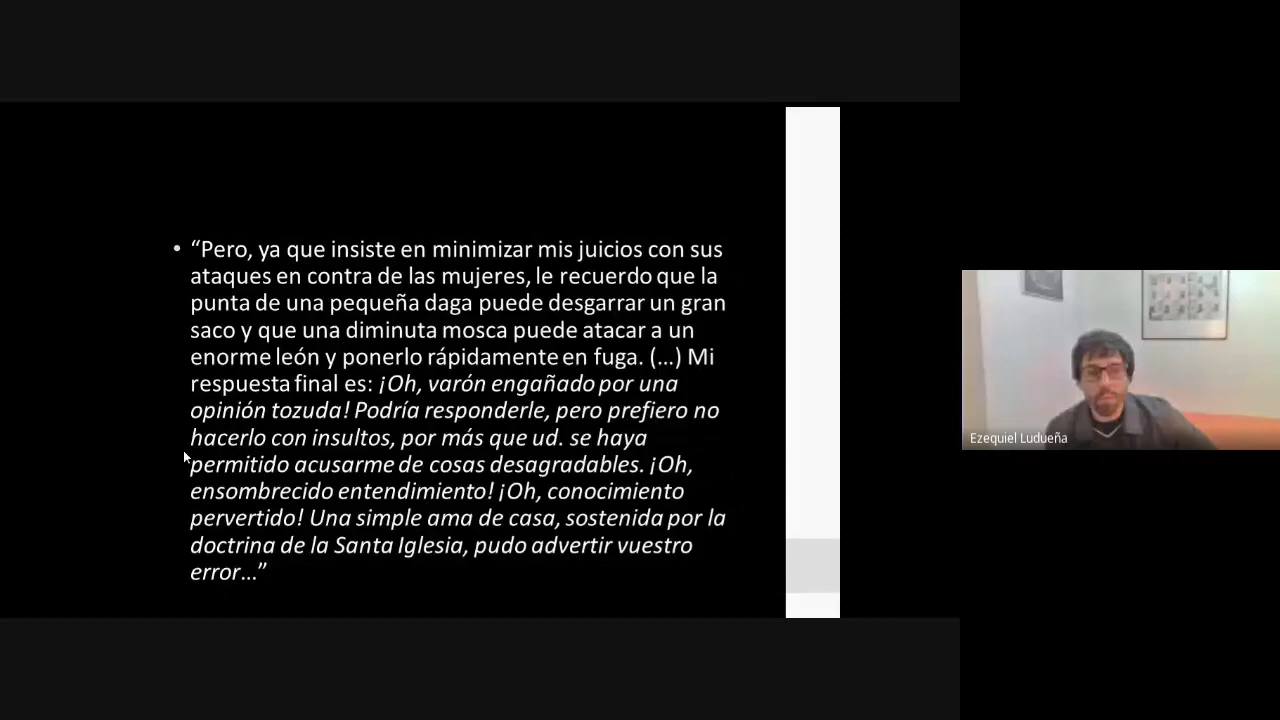 • “Pero, ya que insiste en minimizar mis juicios con sus
ataques en contra de las mujeres, le recuerdo que la
punta de una pequeña daga puede desgarrar un gran
saco y que una diminuta mosca puede atacar a un
enorme león y ponerlo rápidamente en fuga. (…) Mi
respuesta final es: ¡Oh, varón engañado por una
opinión tozuda! Podría responderle, pero prefiero no
hacerlo con insultos, por más que ud. se haya
permitido acusarme de cosas desagradables. ¡Oh,
ensombrecido entendimiento! ¡Oh, conocimiento
pervertido! Una simple ama de casa, sostenida por la
doctrina de la Santa Iglesia, pudo advertir vuestro
error…”
Ezequiel Ludueña